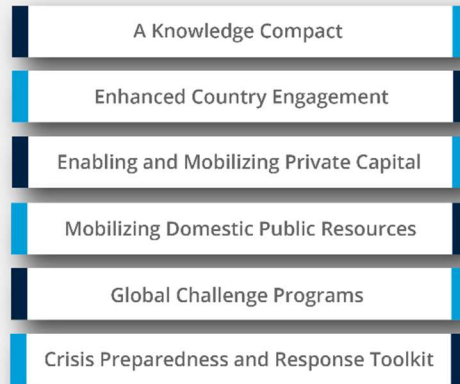 A Knowledge Compact
Enhanced Country Engagement
Enabling and Mobilizing Private Capital
Mobilizing Domestic Public Resources
Global Challenge Programs
Crisis Preparedness and Response Toolkit